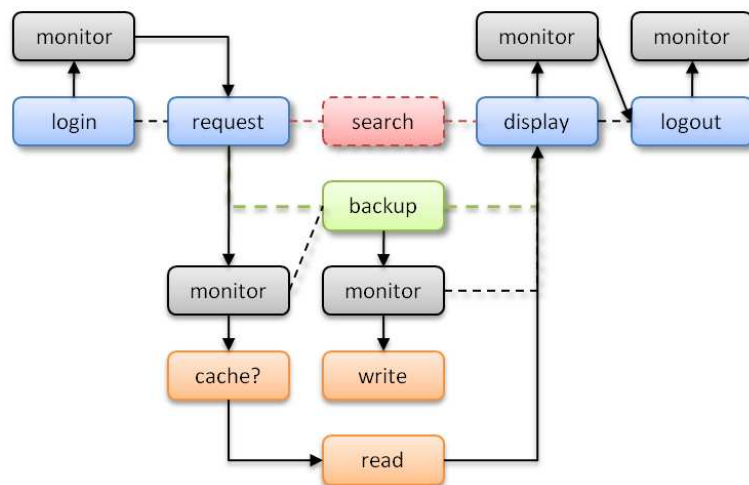 monitor
monitor
monitor
login
request
search
display
logout
backup
monitor
monitor
cache?
write
read